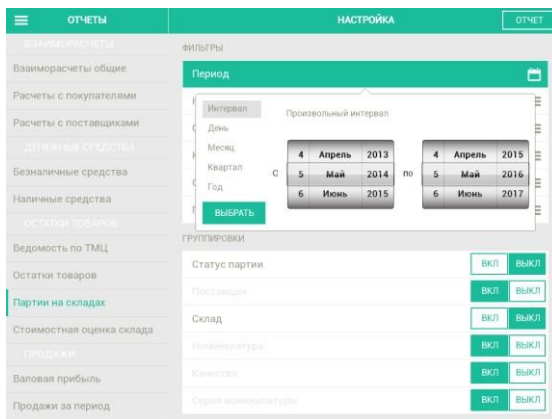 ОТЧЕТЫ
НАСТРОЙКА
ОТЧЕТ
ВЗАИМОРАСЧЕТЫ
Взаиморасчеты общие
Расчеты с покупателями
Расчеты с поставщиками
ДЕНЕЖНЫЕ СРЕДСТВА
Безналичные средства
Наличные средства
ОСТАТКИ ТОВАРОВ
Ведомость по ТМЦ
Остатки товаров
Партии на складах
Стоимостная оценка склада
ПРОДАЖИ
Валовая прибыль
Продажи за период
ФИЛЬТРЫ
Период
Интервал
День
Месяц
Квартал
Год
ВЫБРАТЬ
Произвольный интервал
4 Апрель 2013
С 5 Май 2014
6 Июнь 2015
по
4 Апрель 2015
5 Май 2016
6 Июнь 2017
ГРУППИРОВКИ
Статус партии ВКЛ ВЫКЛ
Поставщик ВКЛ ВЫКЛ
Склад ВКЛ ВЫКЛ
Номенклатура ВКЛ ВЫКЛ
Качество ВКЛ ВЫКЛ
Серия номенклатуры ВКЛ ВЫКЛ